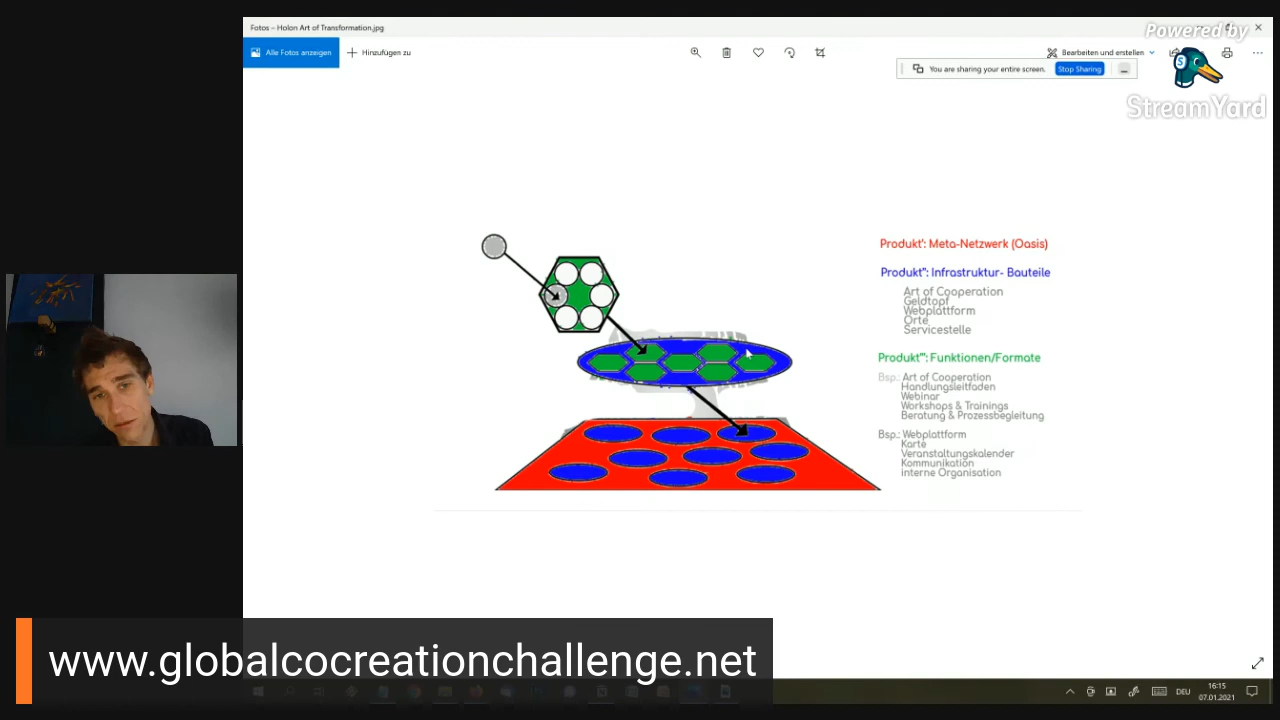 Fotos – Holon Art of Transformation.jpg
Powered by
Alle Fotos anzeigen
Hinzufügen zu
Bearbeiten und erstellen
You are sharing your entire screen.
Stop Sharing
S
StreamYard
Produkt': Meta-Netzwerk (Oasis)
Produkt'': Infrastruktur- Bauteile
Art of Cooperation
Geldtopf
Webplattform
Orte
Servicestelle
Produkt''': Funktionen/Formate
Bsp.: Art of Cooperation
Handlungsleitfaden
Webinar
Workshops & Trainings
Beratung & Prozessbegleitung
Bsp.: Webplattform
Karte
Veranstaltungskalender
Kommunikation
interne Organisation
www.globalcocreationchallenge.net
DEU
16:15
07.01.2021